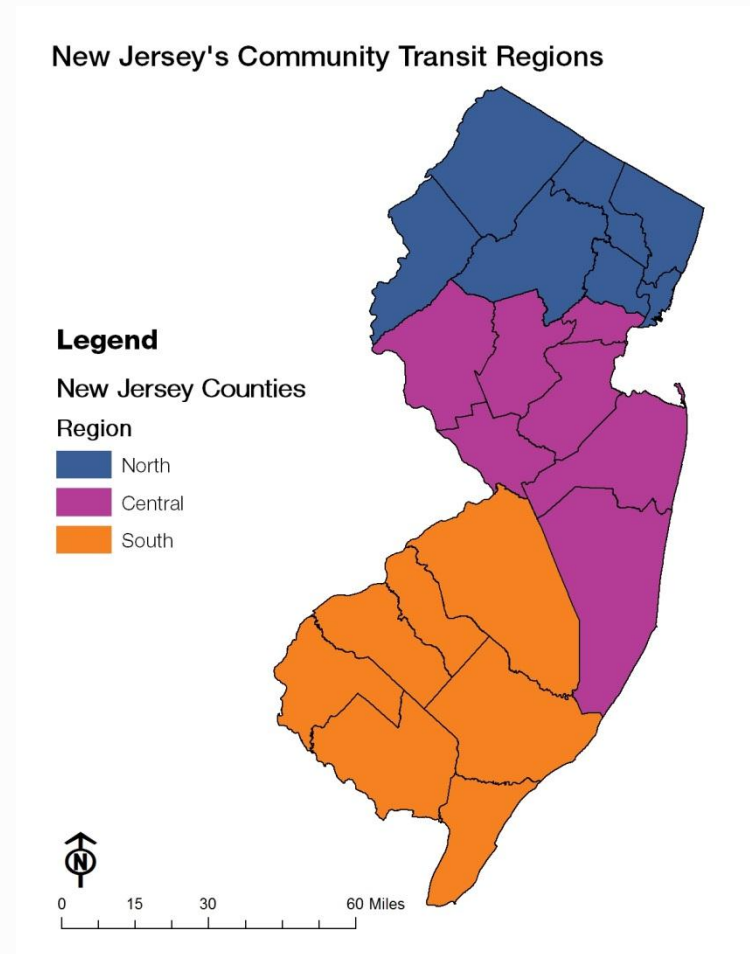 New Jersey's Community Transit Regions
Legend
New Jersey Counties
Region
North
Central
South
N
0 15 30 60 Miles